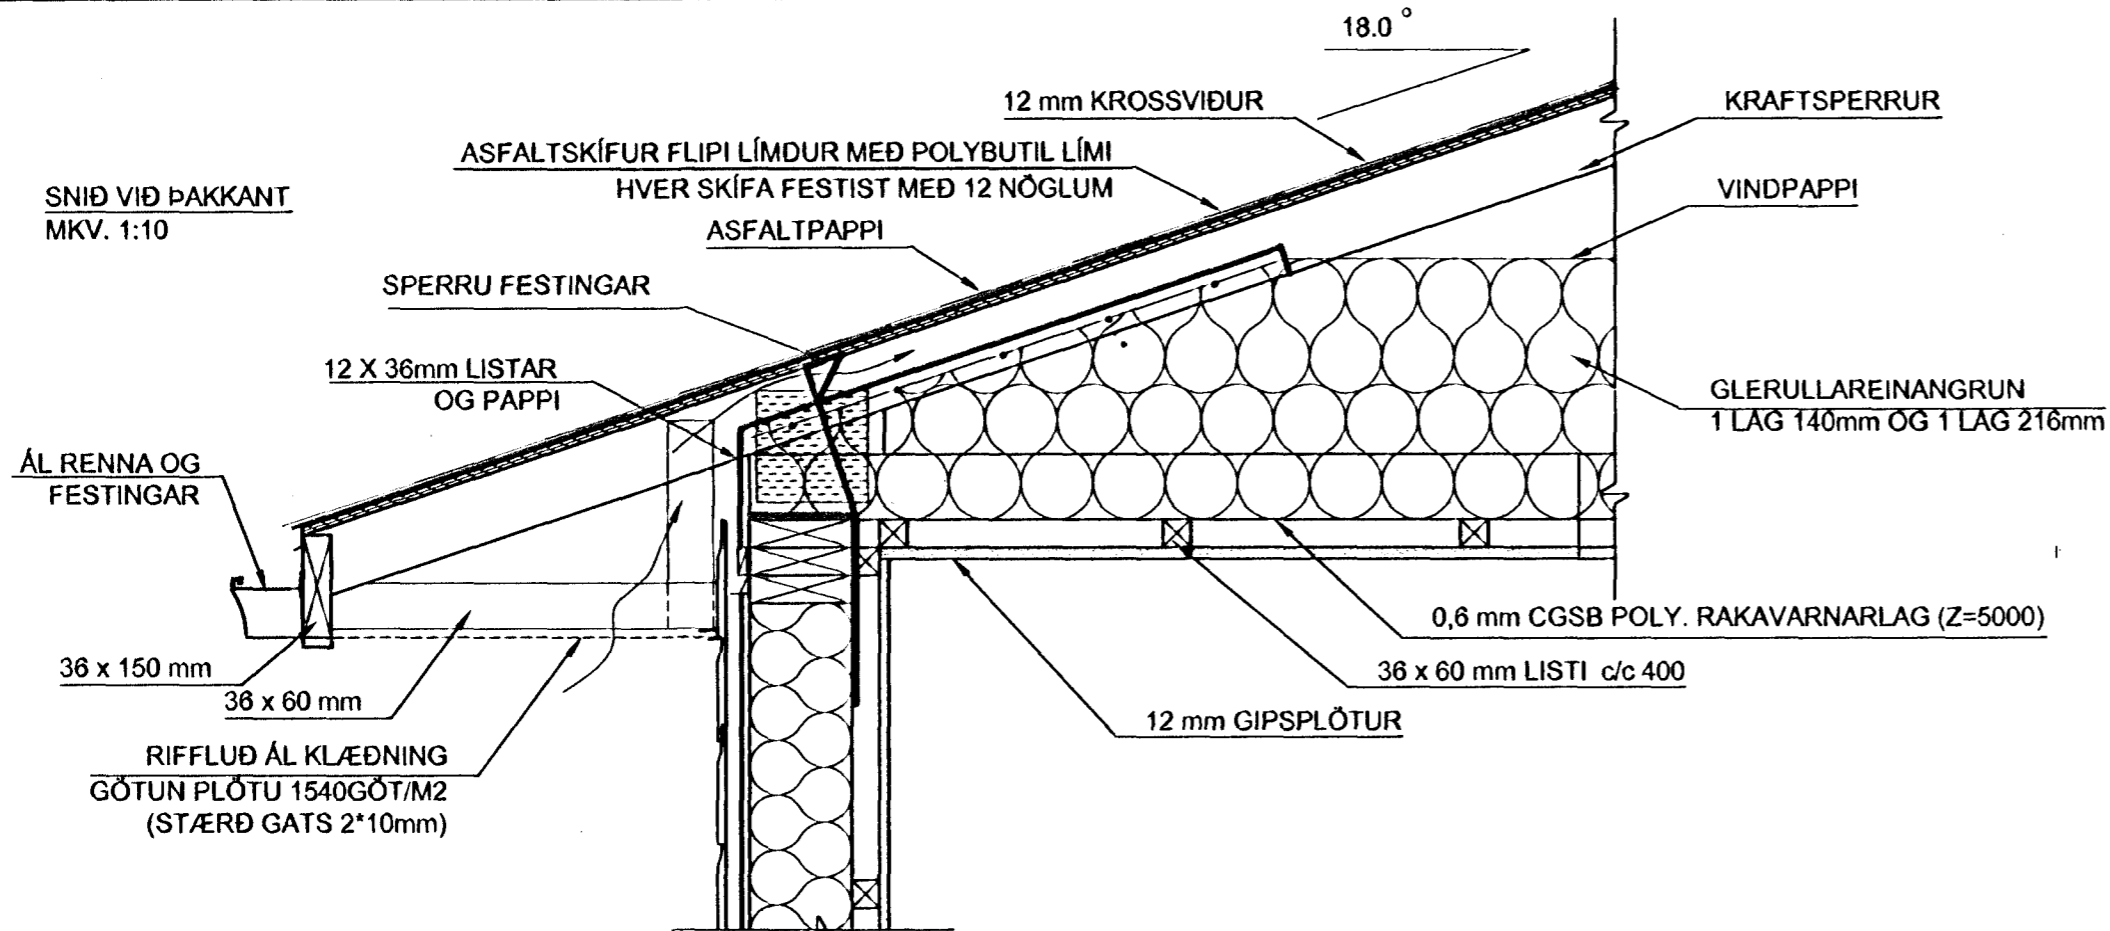 18.0 °
12 mm KROSSVIÐUR
KRAFTSPERRUR
ASFALTSKÍFUR FLIPI LÍMDUR MEÐ POLYBUTIL LÍMI
HVER SKÍFA FESTIST MEÐ 12 NÖGLUM
VINDPAPPI
SNIÐ VIÐ ÞAKKANT
MKV. 1:10
ASFALTPAPPI
SPERRU FESTINGAR
12 X 36mm LISTAR
OG PAPPI
GLERULLAREINANGRUN
1 LAG 140mm OG 1 LAG 216mm
ÁL RENNA OG
FESTINGAR
0,6 mm CGSB POLY. RAKAVARNARLAG (Z=5000)
36 x 150 mm
36 x 60 mm LISTI c/c 400
36 x 60 mm
12 mm GIPSPLÖTUR
RIFFLUÐ ÁL KLÆÐNING
GÖTUN PLÖTU 1540GÖT/M2
(STÆRÐ GATS 2*10mm)